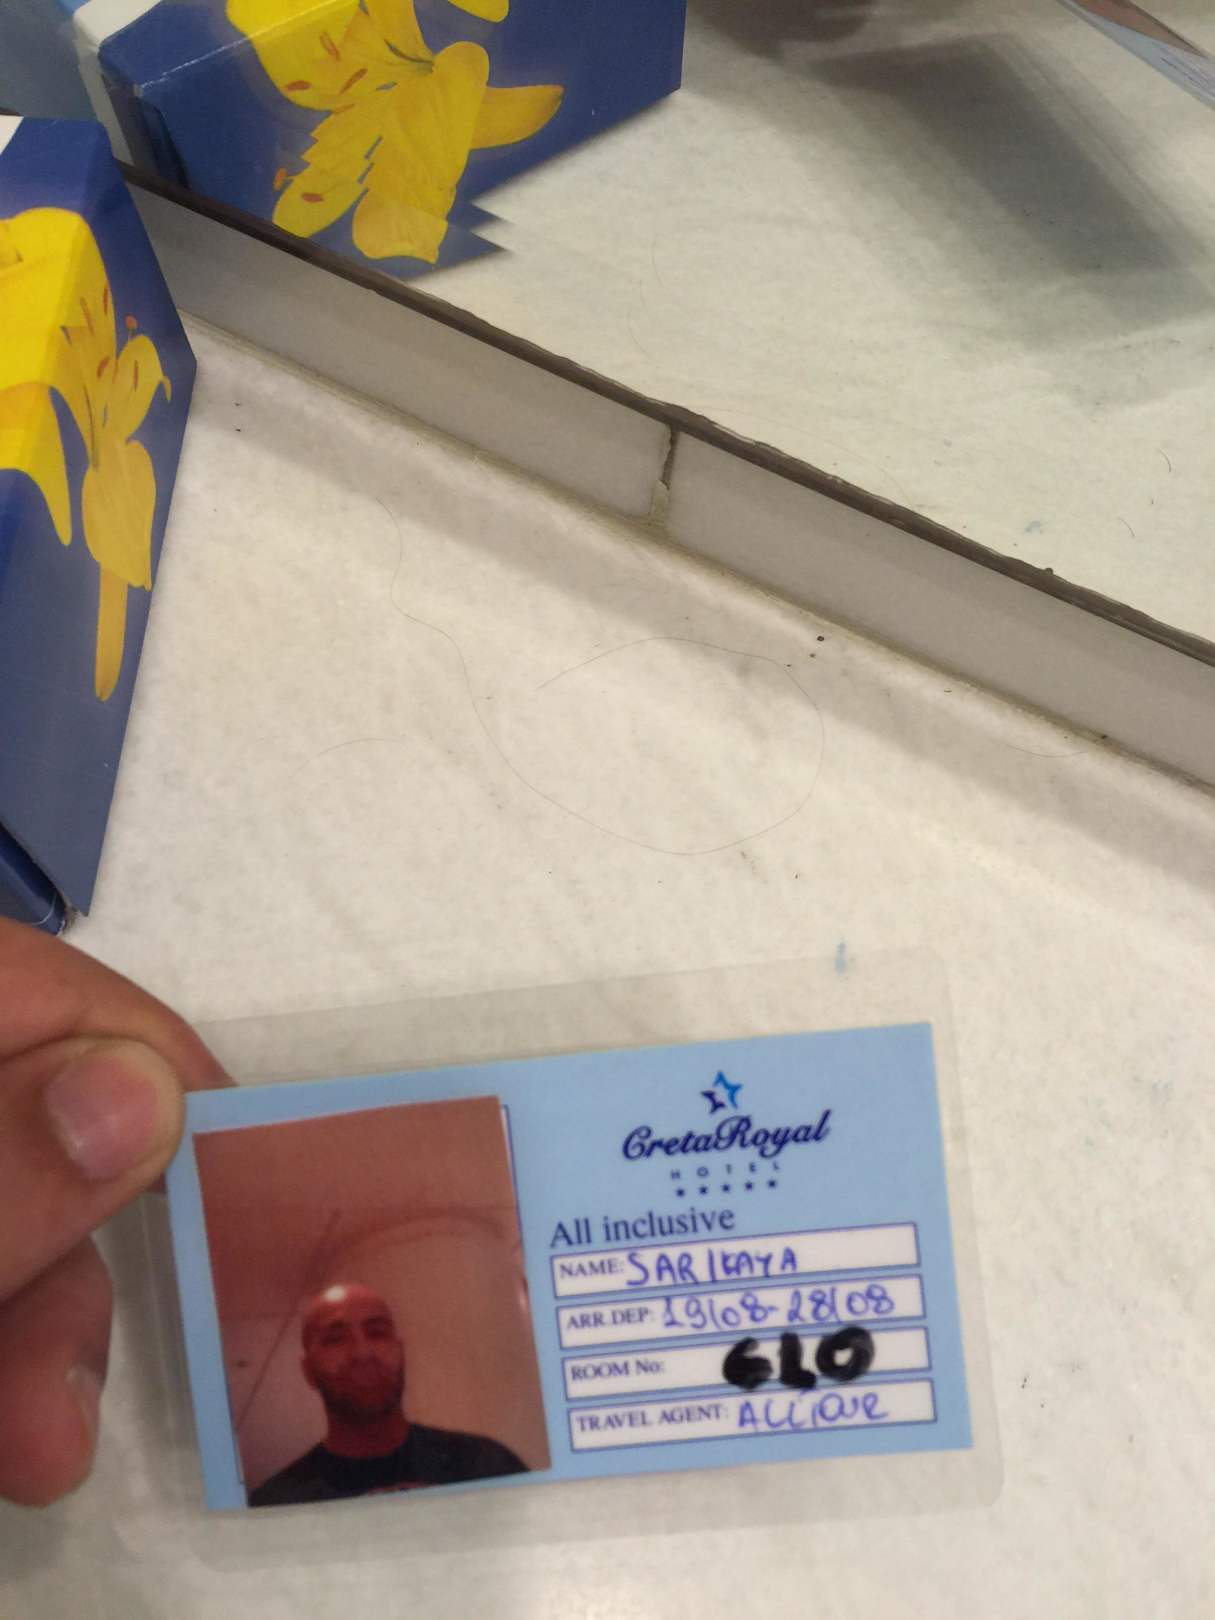 CretaRoyal
HOTEL
All inclusive
NAME: SARIKAYA
ARR DEP: 19/08-28/08
ROOM No: 610
TRAVEL AGENT: ALLTOUR